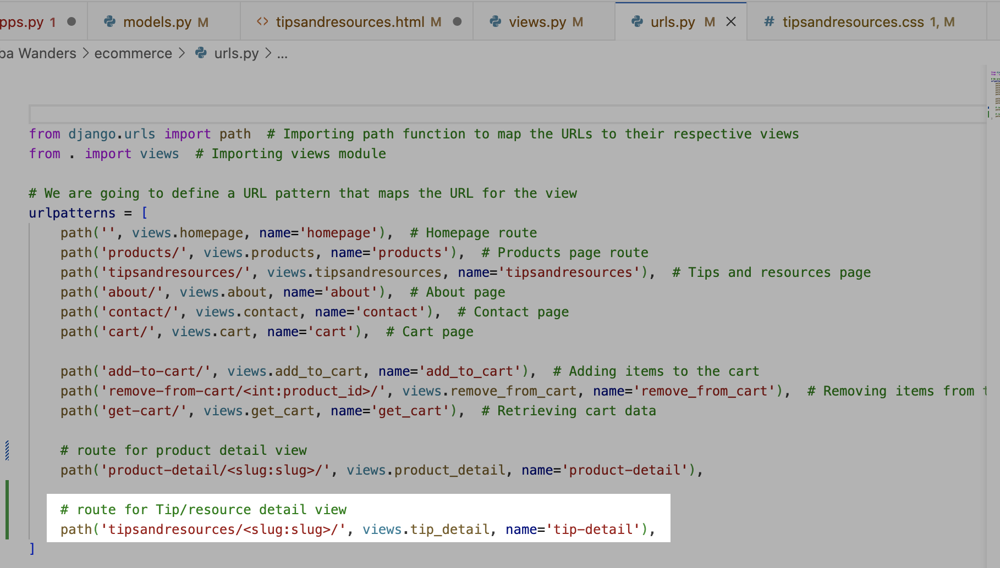 pps.py 1 models.py M tipsandresources.html M views.py M urls.py M tipsandresources.css 1, M
pa Wanders > ecommerce > urls.py > ...
from django.urls import path  # Importing path function to map the URLs to their respective views
from . import views  # Importing views module
# We are going to define a URL pattern that maps the URL for the view
urlpatterns = [
path('', views.homepage, name='homepage'),  # Homepage route
path('products/', views.products, name='products'),  # Products page route
path('tipsandresources/', views.tipsandresources, name='tipsandresources'),  # Tips and resources page
path('about/', views.about, name='about'),  # About page
path('contact/', views.contact, name='contact'),  # Contact page
path('cart/', views.cart, name='cart'),  # Cart page
path('add-to-cart/', views.add_to_cart, name='add_to_cart'),  # Adding items to the cart
path('remove-from-cart/<int:product_id>/', views.remove_from_cart, name='remove_from_cart'),  # Removing items from
path('get-cart/', views.get_cart, name='get_cart'),  # Retrieving cart data
# route for product detail view
path('product-detail/<slug:slug>/', views.product_detail, name='product-detail'),
# route for Tip/resource detail view
path('tipsandresources/<slug:slug>/', views.tip_detail, name='tip-detail'),
]